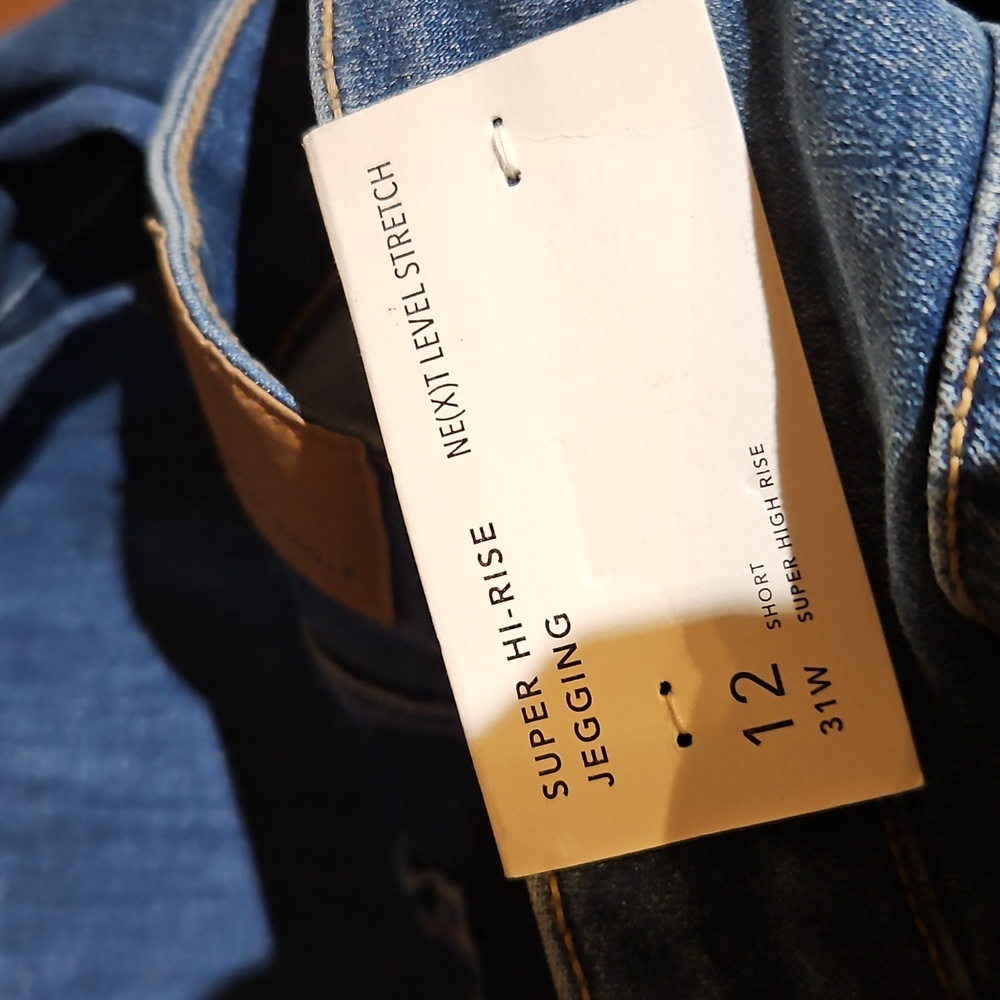 NE(X)T LEVEL STRETCH
SUPER HI-RISE
JEGGING
12
SHORT
31W
SUPER HIGH RISE